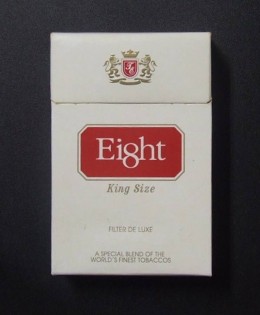 Eight
King Size
FILTER DE LUXE
A SPECIAL BLEND OF THE
WORLD'S FINEST TOBACCOS